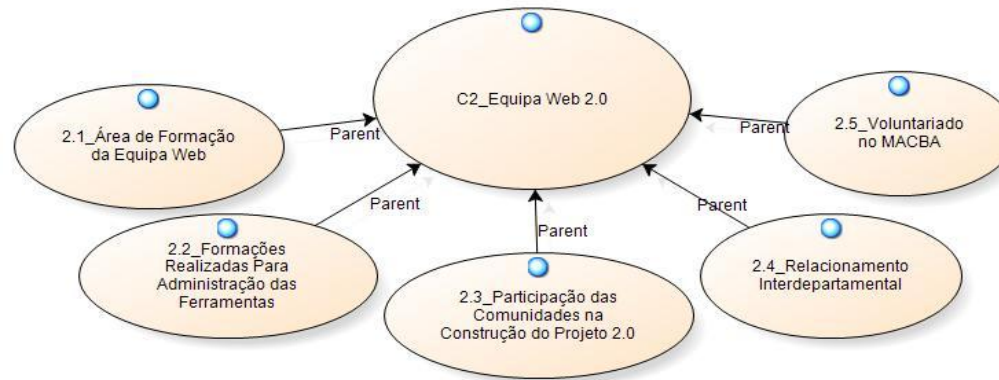 C2_Equipa Web 2.0
2.1_Área de Formação
da Equipa Web
Parent
Parent
2.5_Voluntariado
no MACBA
Parent
Parent
2.2_Formações
Realizadas Para
Administração das
Ferramentas
Parent
2.3_Participação das
Comunidades na
Construção do Projeto 2.0
2.4_Relacionamento
Interdepartamental